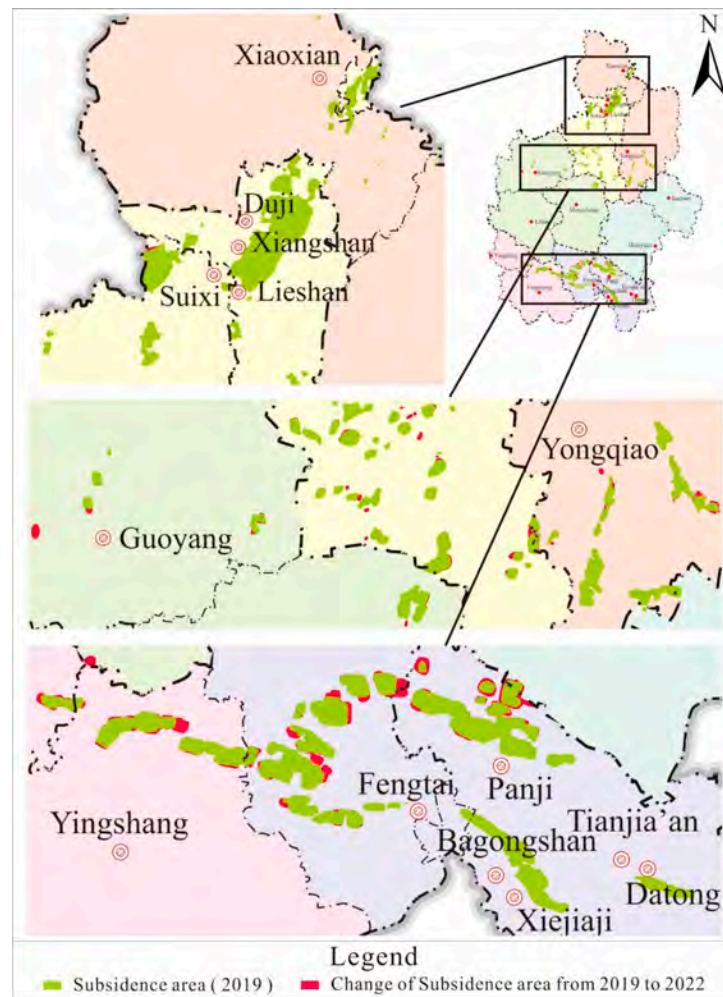 N
Xiaoxian
Duji
Xiangshan
Suixi
Lieshan
Yongqiao
Guoyang
Fengtai
Panji
Yingshang
Tianjia’an
Bagongshan
Datong
Xiejiaji
Legend
Subsidence area ( 2019 )
Change of Subsidence area from 2019 to 2022